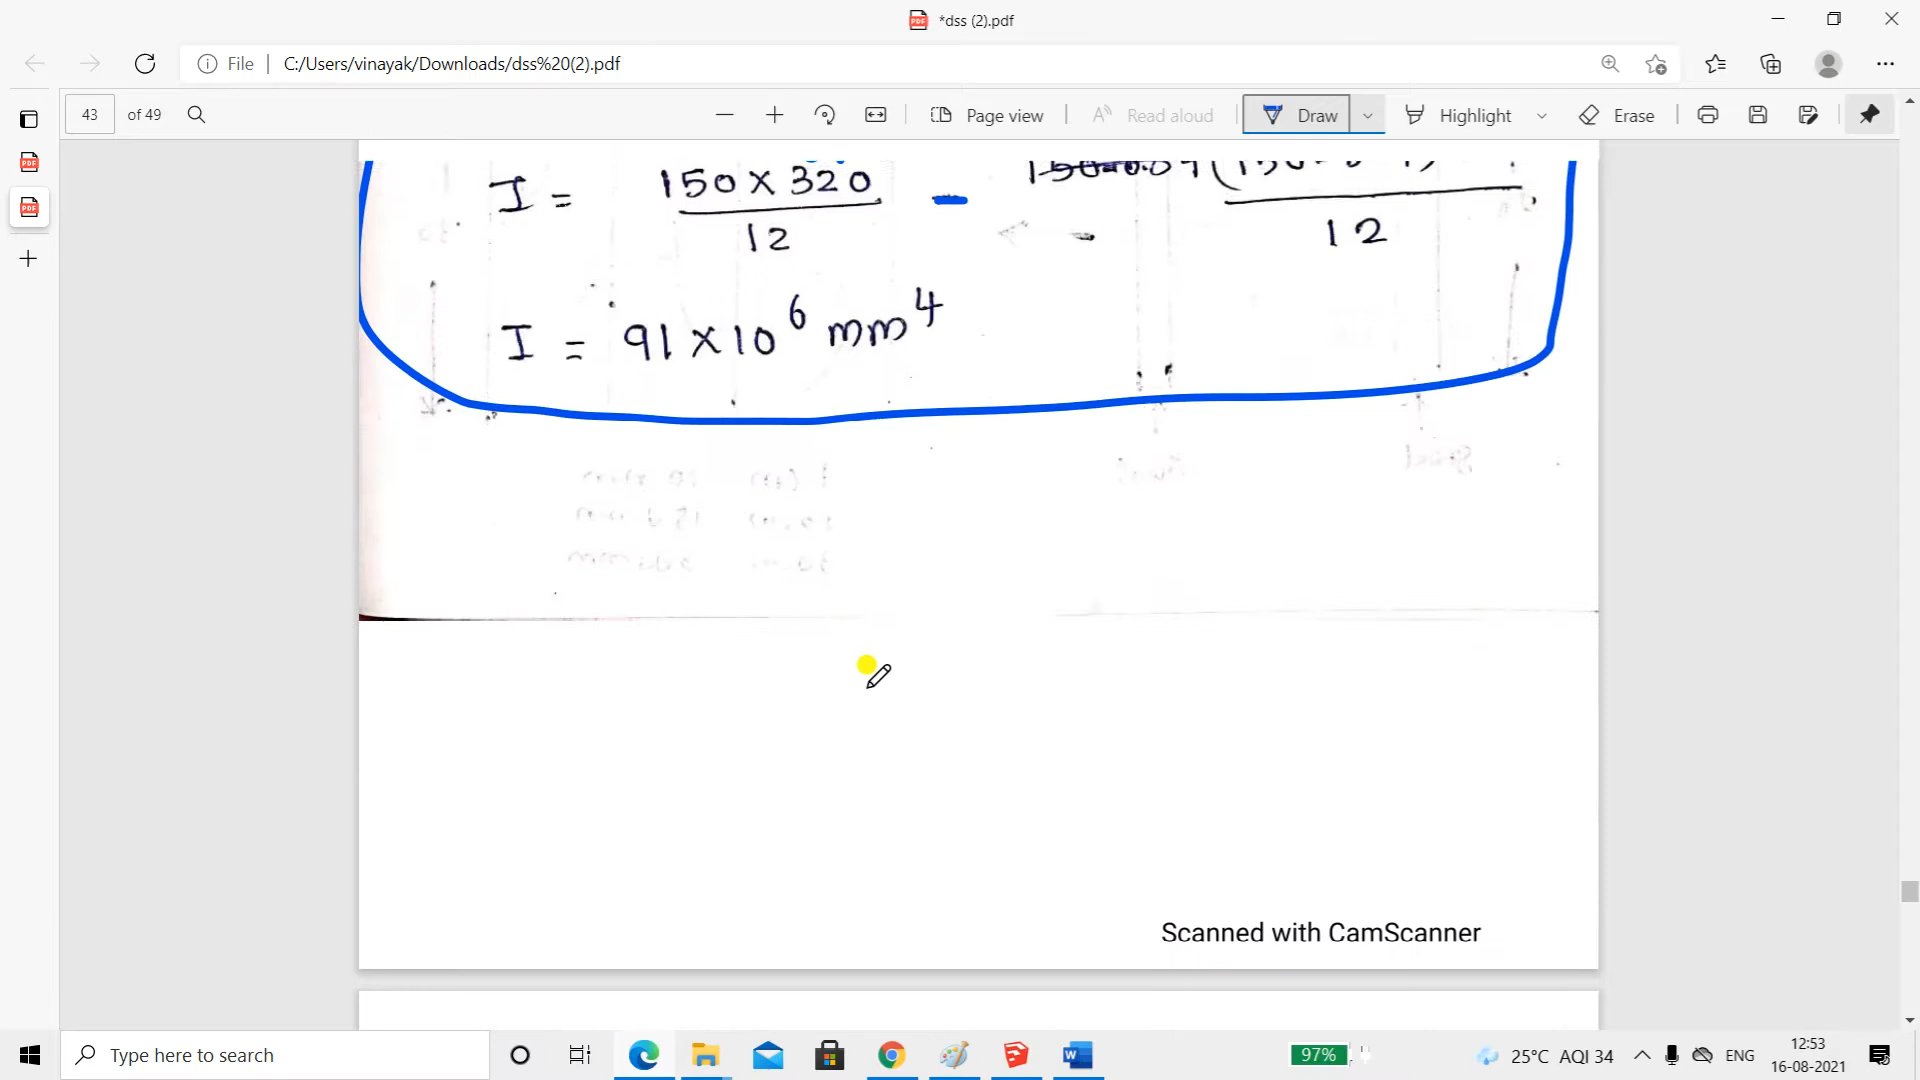 *dss (2).pdf
File
C:/Users/vinayak/Downloads/dss%20(2).pdf
43 of 49
Page view
Read aloud
Draw
Highlight
Erase
I = 150 X 320 -
12
12
I = 91 X 10^6 mm^4
Scanned with CamScanner
Type here to search
97%
25°C AQI 34
ENG
12:53
16-08-2021